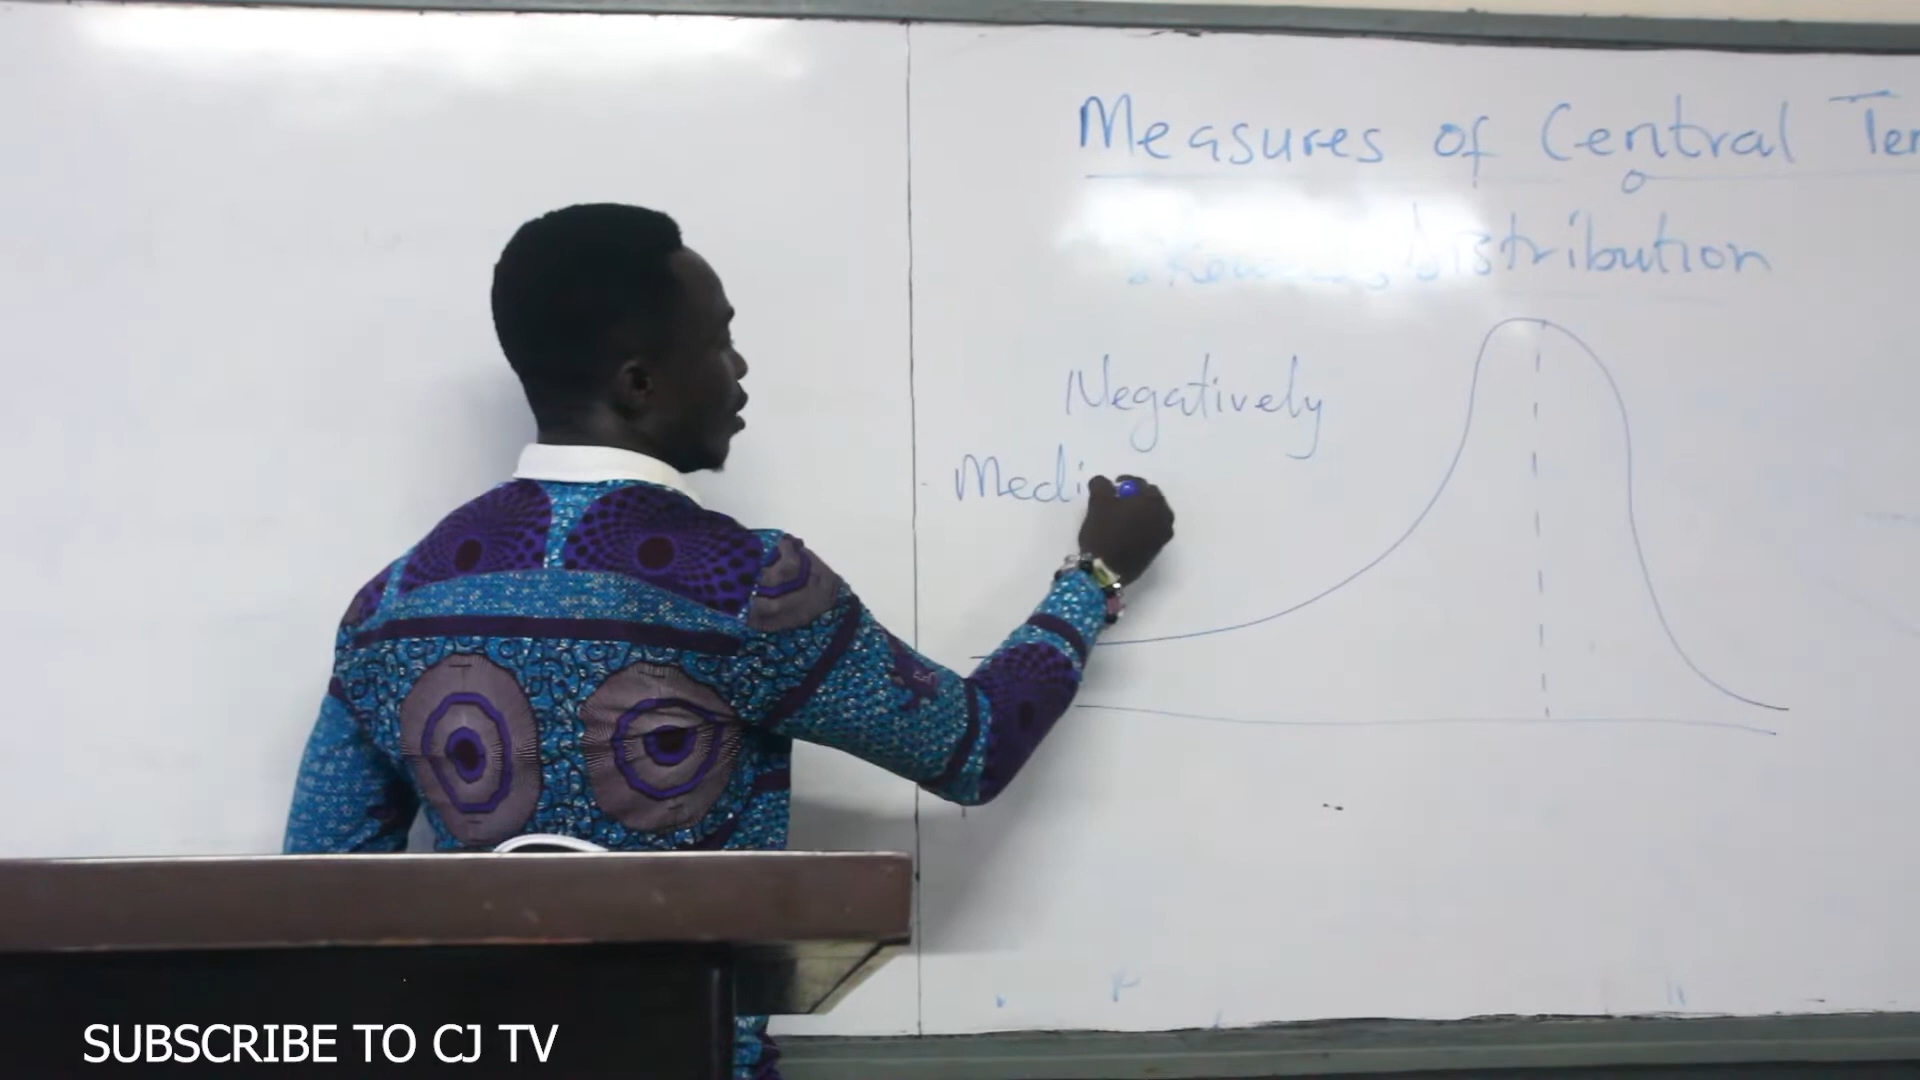 Measures of Central Ten
distribution
Negatively
Medi
SUBSCRIBE TO CJ TV